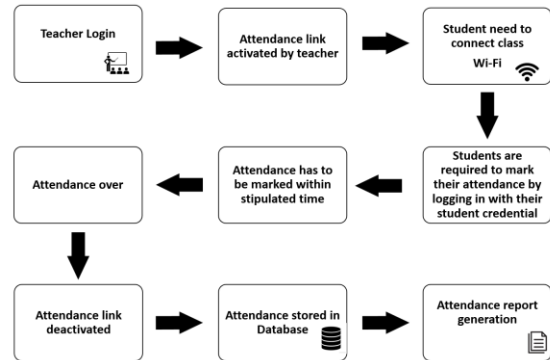 Teacher Login
Attendance link
activated by teacher
Student need to
connect class
Wi-Fi
Students are
required to mark
their attendance by
logging in with their
student credential
Attendance has to
be marked within
stipulated time
Attendance over
Attendance link
deactivated
Attendance stored in
Database
Attendance report
generation